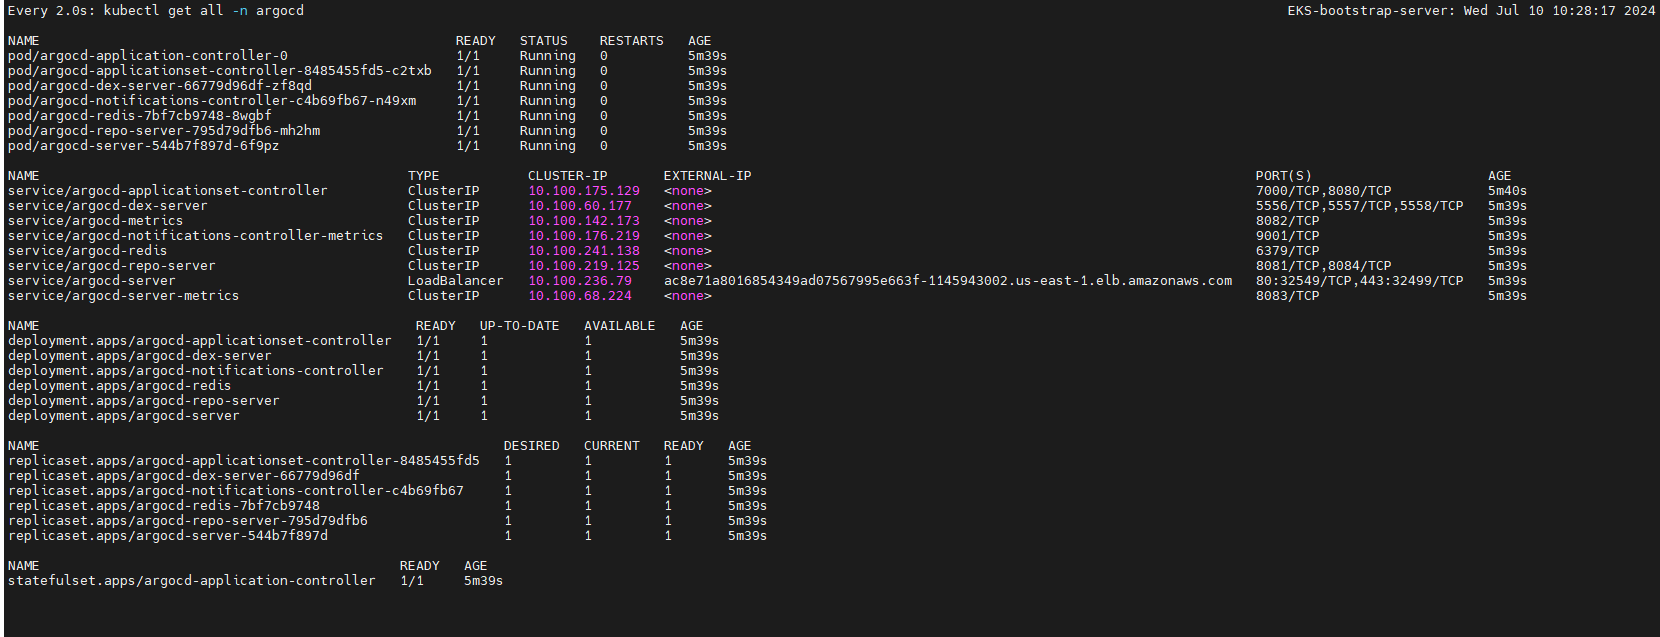 Every 2.0s: kubectl get all -n argocd EKS-bootstrap-server: Wed Jul 10 10:28:17 2024
NAME READY STATUS RESTARTS AGE
pod/argocd-application-controller-0 1/1 Running 0 5m39s
pod/argocd-applicationset-controller-8485455fd5-c2txb 1/1 Running 0 5m39s
pod/argocd-dex-server-66779d96df-zf8qd 1/1 Running 0 5m39s
pod/argocd-notifications-controller-c4b69fb67-n49xm 1/1 Running 0 5m39s
pod/argocd-redis-7bf7cb9748-8wgbf 1/1 Running 0 5m39s
pod/argocd-repo-server-795d79dfb6-mh2hm 1/1 Running 0 5m39s
pod/argocd-server-544b7f897d-6f9pz 1/1 Running 0 5m39s
NAME TYPE CLUSTER-IP EXTERNAL-IP PORT(S) AGE
service/argocd-applicationset-controller ClusterIP 10.100.175.129 <none> 7000/TCP,8080/TCP 5m40s
service/argocd-dex-server ClusterIP 10.100.60.177 <none> 5556/TCP,5557/TCP,5558/TCP 5m39s
service/argocd-metrics ClusterIP 10.100.142.173 <none> 8082/TCP 5m39s
service/argocd-notifications-controller-metrics ClusterIP 10.100.176.219 <none> 9001/TCP 5m39s
service/argocd-redis ClusterIP 10.100.241.138 <none> 6379/TCP 5m39s
service/argocd-repo-server ClusterIP 10.100.219.125 <none> 8081/TCP,8084/TCP 5m39s
service/argocd-server LoadBalancer 10.100.236.79 ac8e71a8016854349ad07567995e663f-1145943002.us-east-1.elb.amazonaws.com 80:32549/TCP,443:32499/TCP 5m39s
service/argocd-server-metrics ClusterIP 10.100.68.224 <none> 8083/TCP 5m39s
NAME READY UP-TO-DATE AVAILABLE AGE
deployment.apps/argocd-applicationset-controller 1/1 1 1 5m39s
deployment.apps/argocd-dex-server 1/1 1 1 5m39s
deployment.apps/argocd-notifications-controller 1/1 1 1 5m39s
deployment.apps/argocd-redis 1/1 1 1 5m39s
deployment.apps/argocd-repo-server 1/1 1 1 5m39s
deployment.apps/argocd-server 1/1 1 1 5m39s
NAME DESIRED CURRENT READY AGE
replicaset.apps/argocd-applicationset-controller-8485455fd5 1 1 1 5m39s
replicaset.apps/argocd-dex-server-66779d96df 1 1 1 5m39s
replicaset.apps/argocd-notifications-controller-c4b69fb67 1 1 1 5m39s
replicaset.apps/argocd-redis-7bf7cb9748 1 1 1 5m39s
replicaset.apps/argocd-repo-server-795d79dfb6 1 1 1 5m39s
replicaset.apps/argocd-server-544b7f897d 1 1 1 5m39s
NAME READY AGE
statefulset.apps/argocd-application-controller 1/1 5m39s